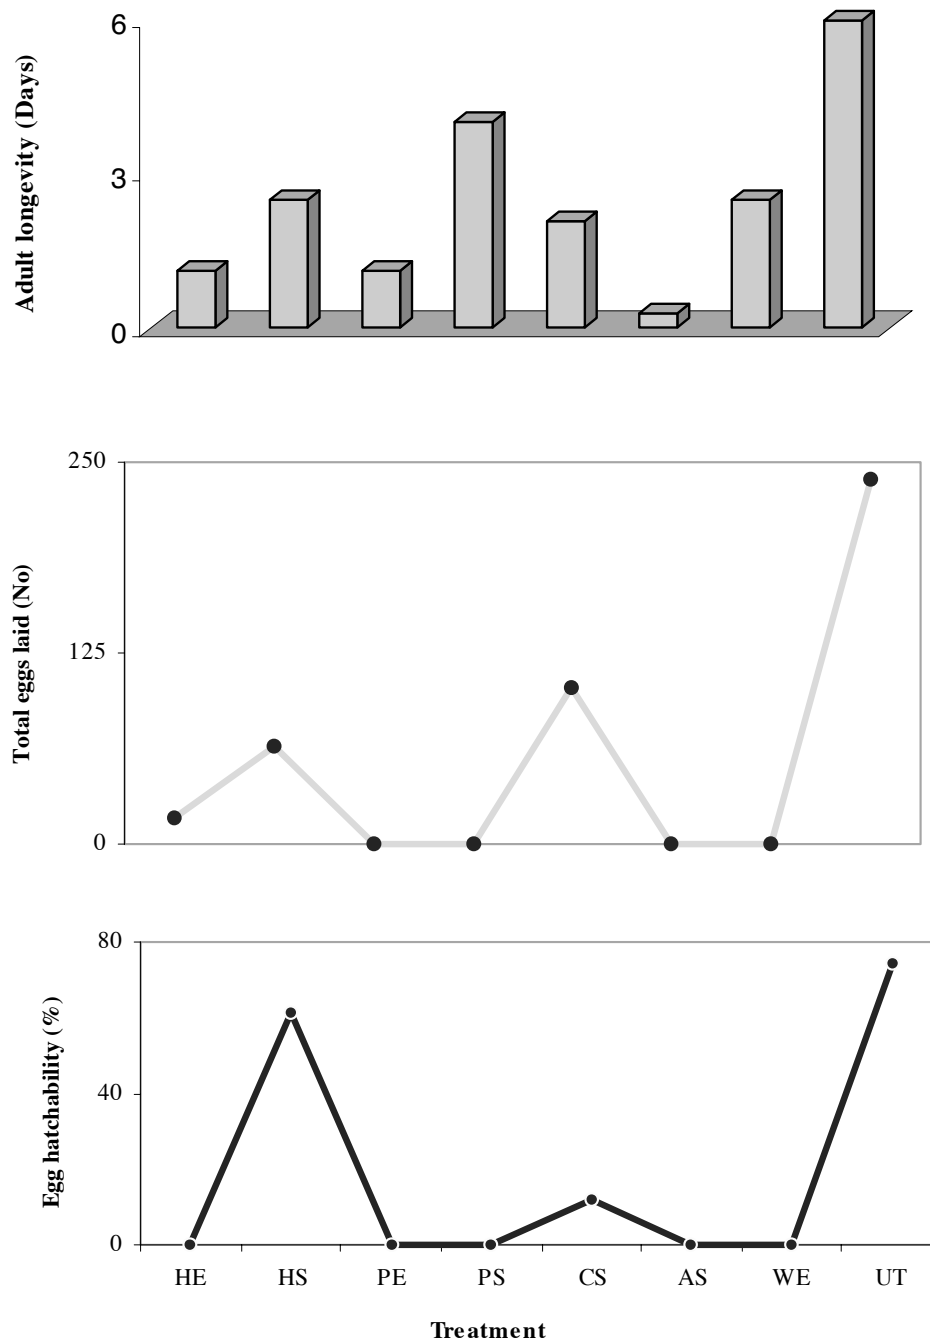 Adult longevity (Days)
6
3
0
Total eggs laid (No)
250
125
0
Egg hatchability (%)
80
40
0
HE HS PE PS CS AS WE UT
Treatment